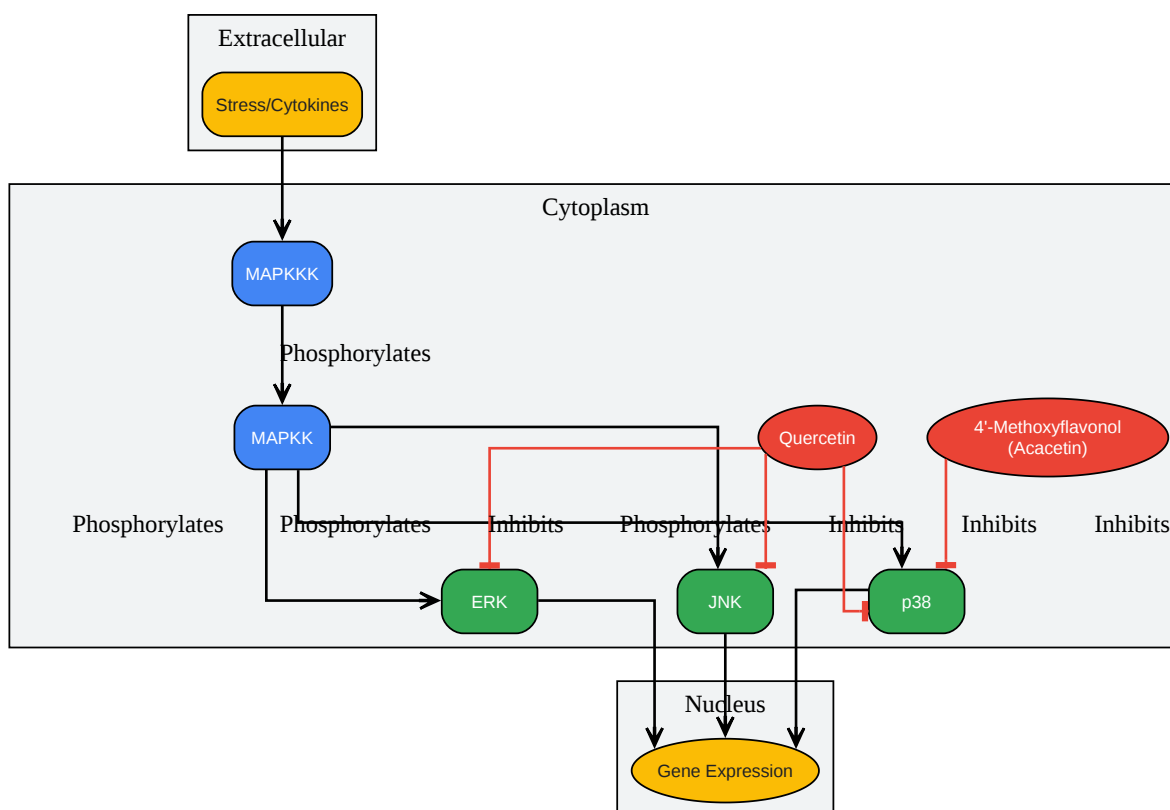 Extracellular
Stress/Cytokines
Cytoplasm
MAPKKK
Phosphorylates
MAPKK
Quercetin
4'-Methoxyflavonol
(Acacetin)
Phosphorylates
Phosphorylates
Inhibits
Phosphorylates
Inhibits
Inhibits
Inhibits
ERK
JNK
p38
Nucleus
Gene Expression